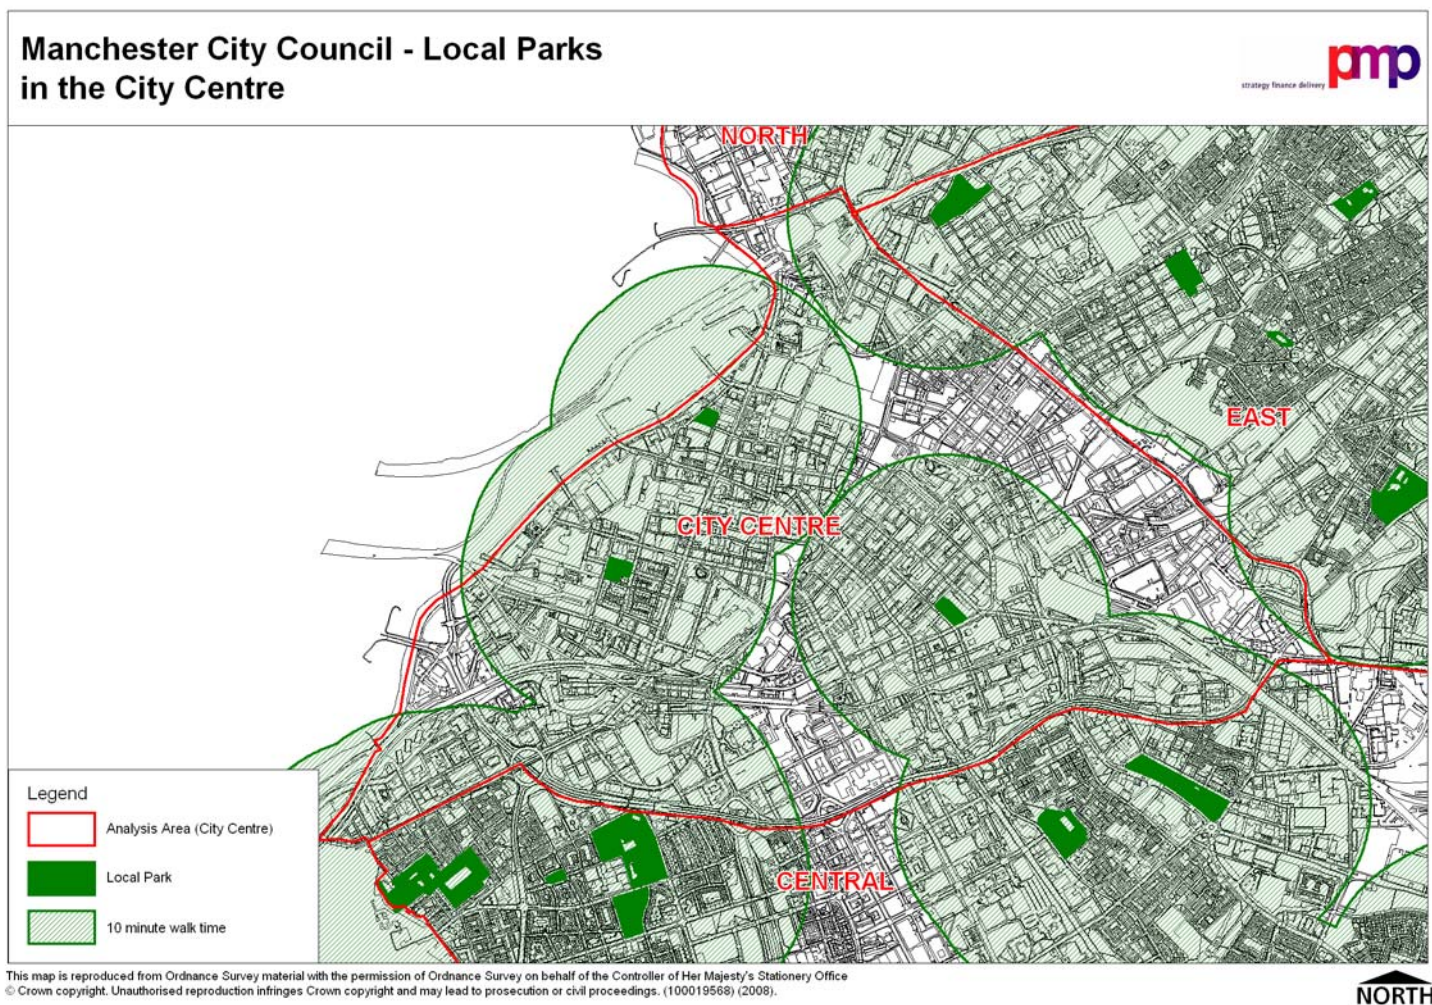 Manchester City Council - Local Parks
in the City Centre
pmp
strategy finance delivery
NORTH
EAST
CITY CENTRE
CENTRAL
Legend
Analysis Area (City Centre)
Local Park
10 minute walk time
This map is reproduced from Ordnance Survey material with the permission of Ordnance Survey on behalf of the Controller of Her Majesty's Stationery Office
© Crown copyright. Unauthorised reproduction infringes Crown copyright and may lead to prosecution or civil proceedings. (100019568) (2008).
NORTH